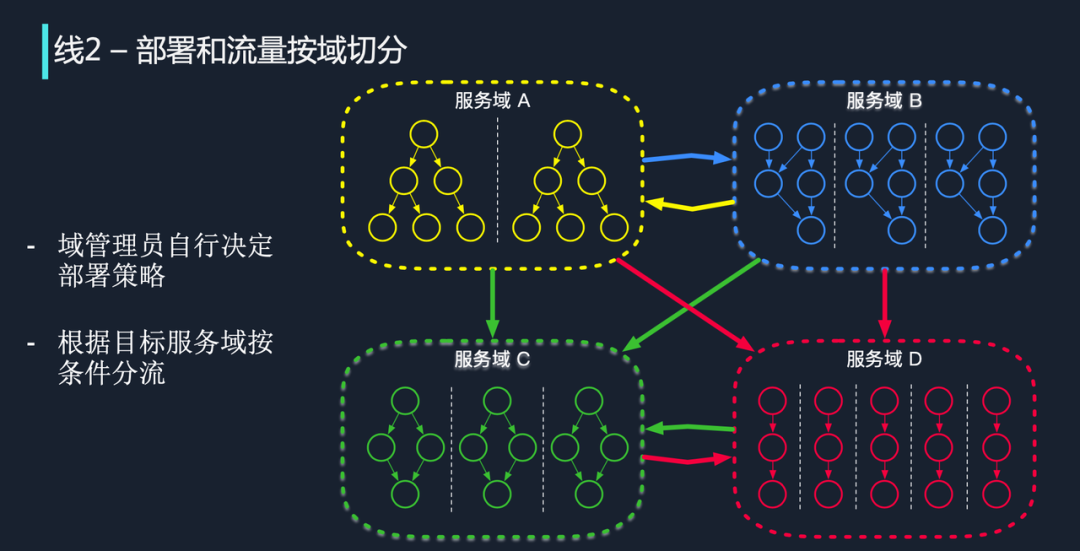 线2 – 部署和流量按域切分
服务域 A
服务域 B
- 域管理员自行决定
部署策略
- 根据目标服务域按
条件分流
服务域 C
服务域 D